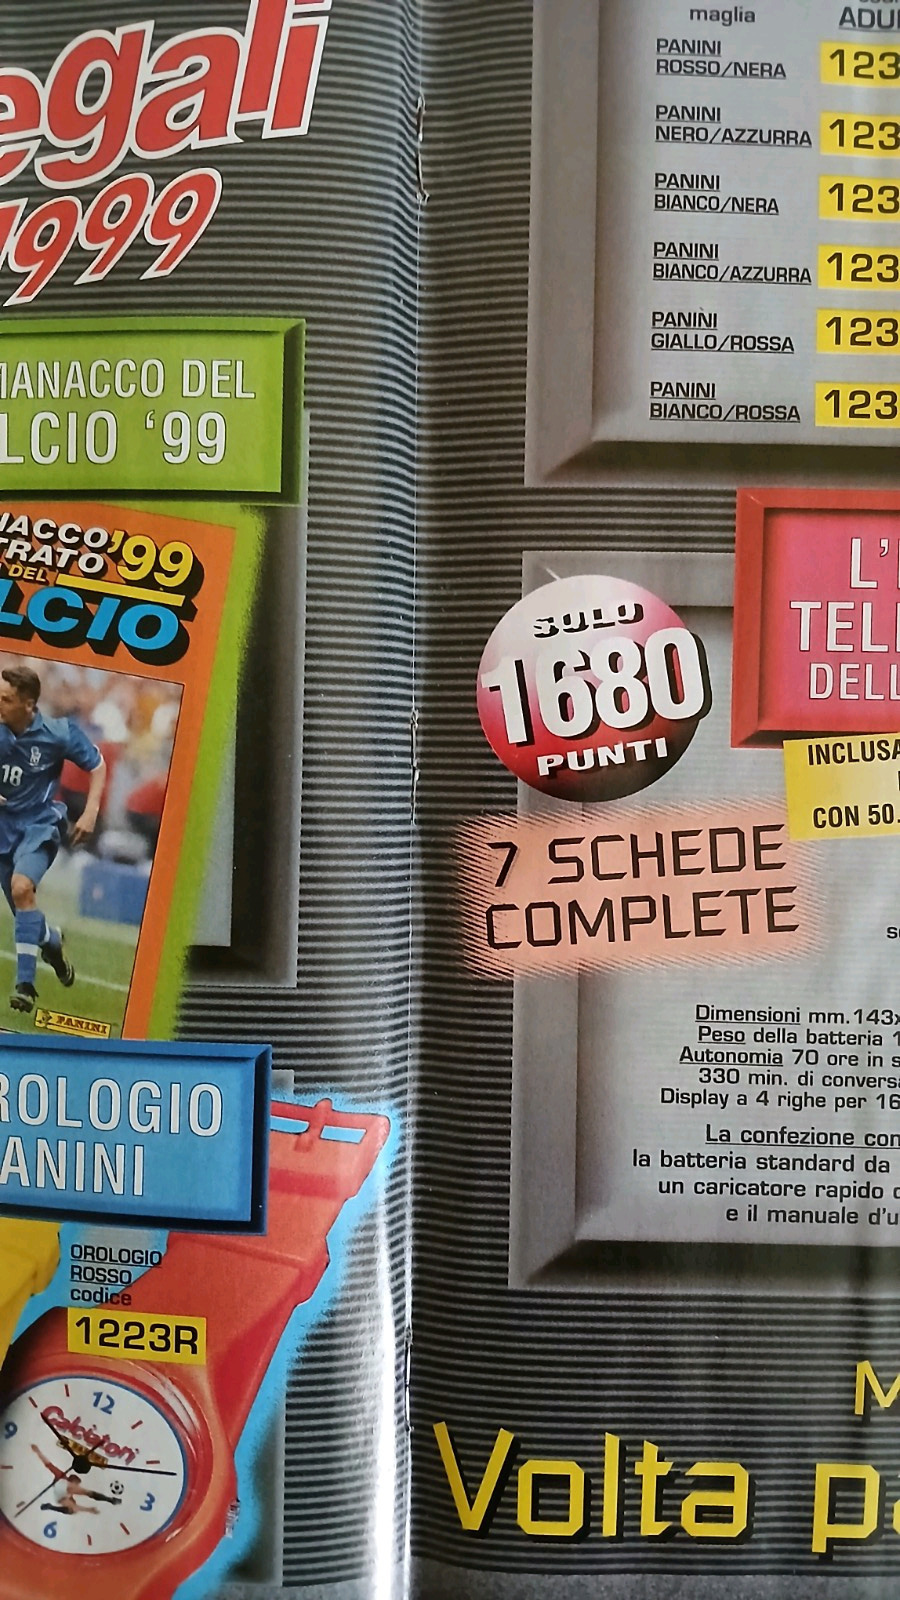 egali
1999
MANACCO DEL
LCIO '99
IACCO '99
TRATO
DEL
LCIO
18
PANINI
ROLOGIO
ANINI
OROLOGIO
ROSSO
codice
1223R
12
9
3
6
Calciatori
maglia
ADU
PANINI
ROSSO/NERA
123
PANINI
NERO/AZZURRA
123
PANINI
BIANCO/NERA
123
PANINI
BIANCO/AZZURRA
123
PANINI
GIALLO/ROSSA
123
PANINI
BIANCO/ROSSA
123
L'
TEL
DELL
SOLO
1680
PUNTI
INCLUSA
CON 50.
7 SCHEDE
COMPLETE
Dimensioni mm.143x
Peso della batteria 1
Autonomia 70 ore in s
330 min. di conversa
Display a 4 righe per 16
La confezione con
la batteria standard da
un caricatore rapido
e il manuale d'u
M
Volta pa